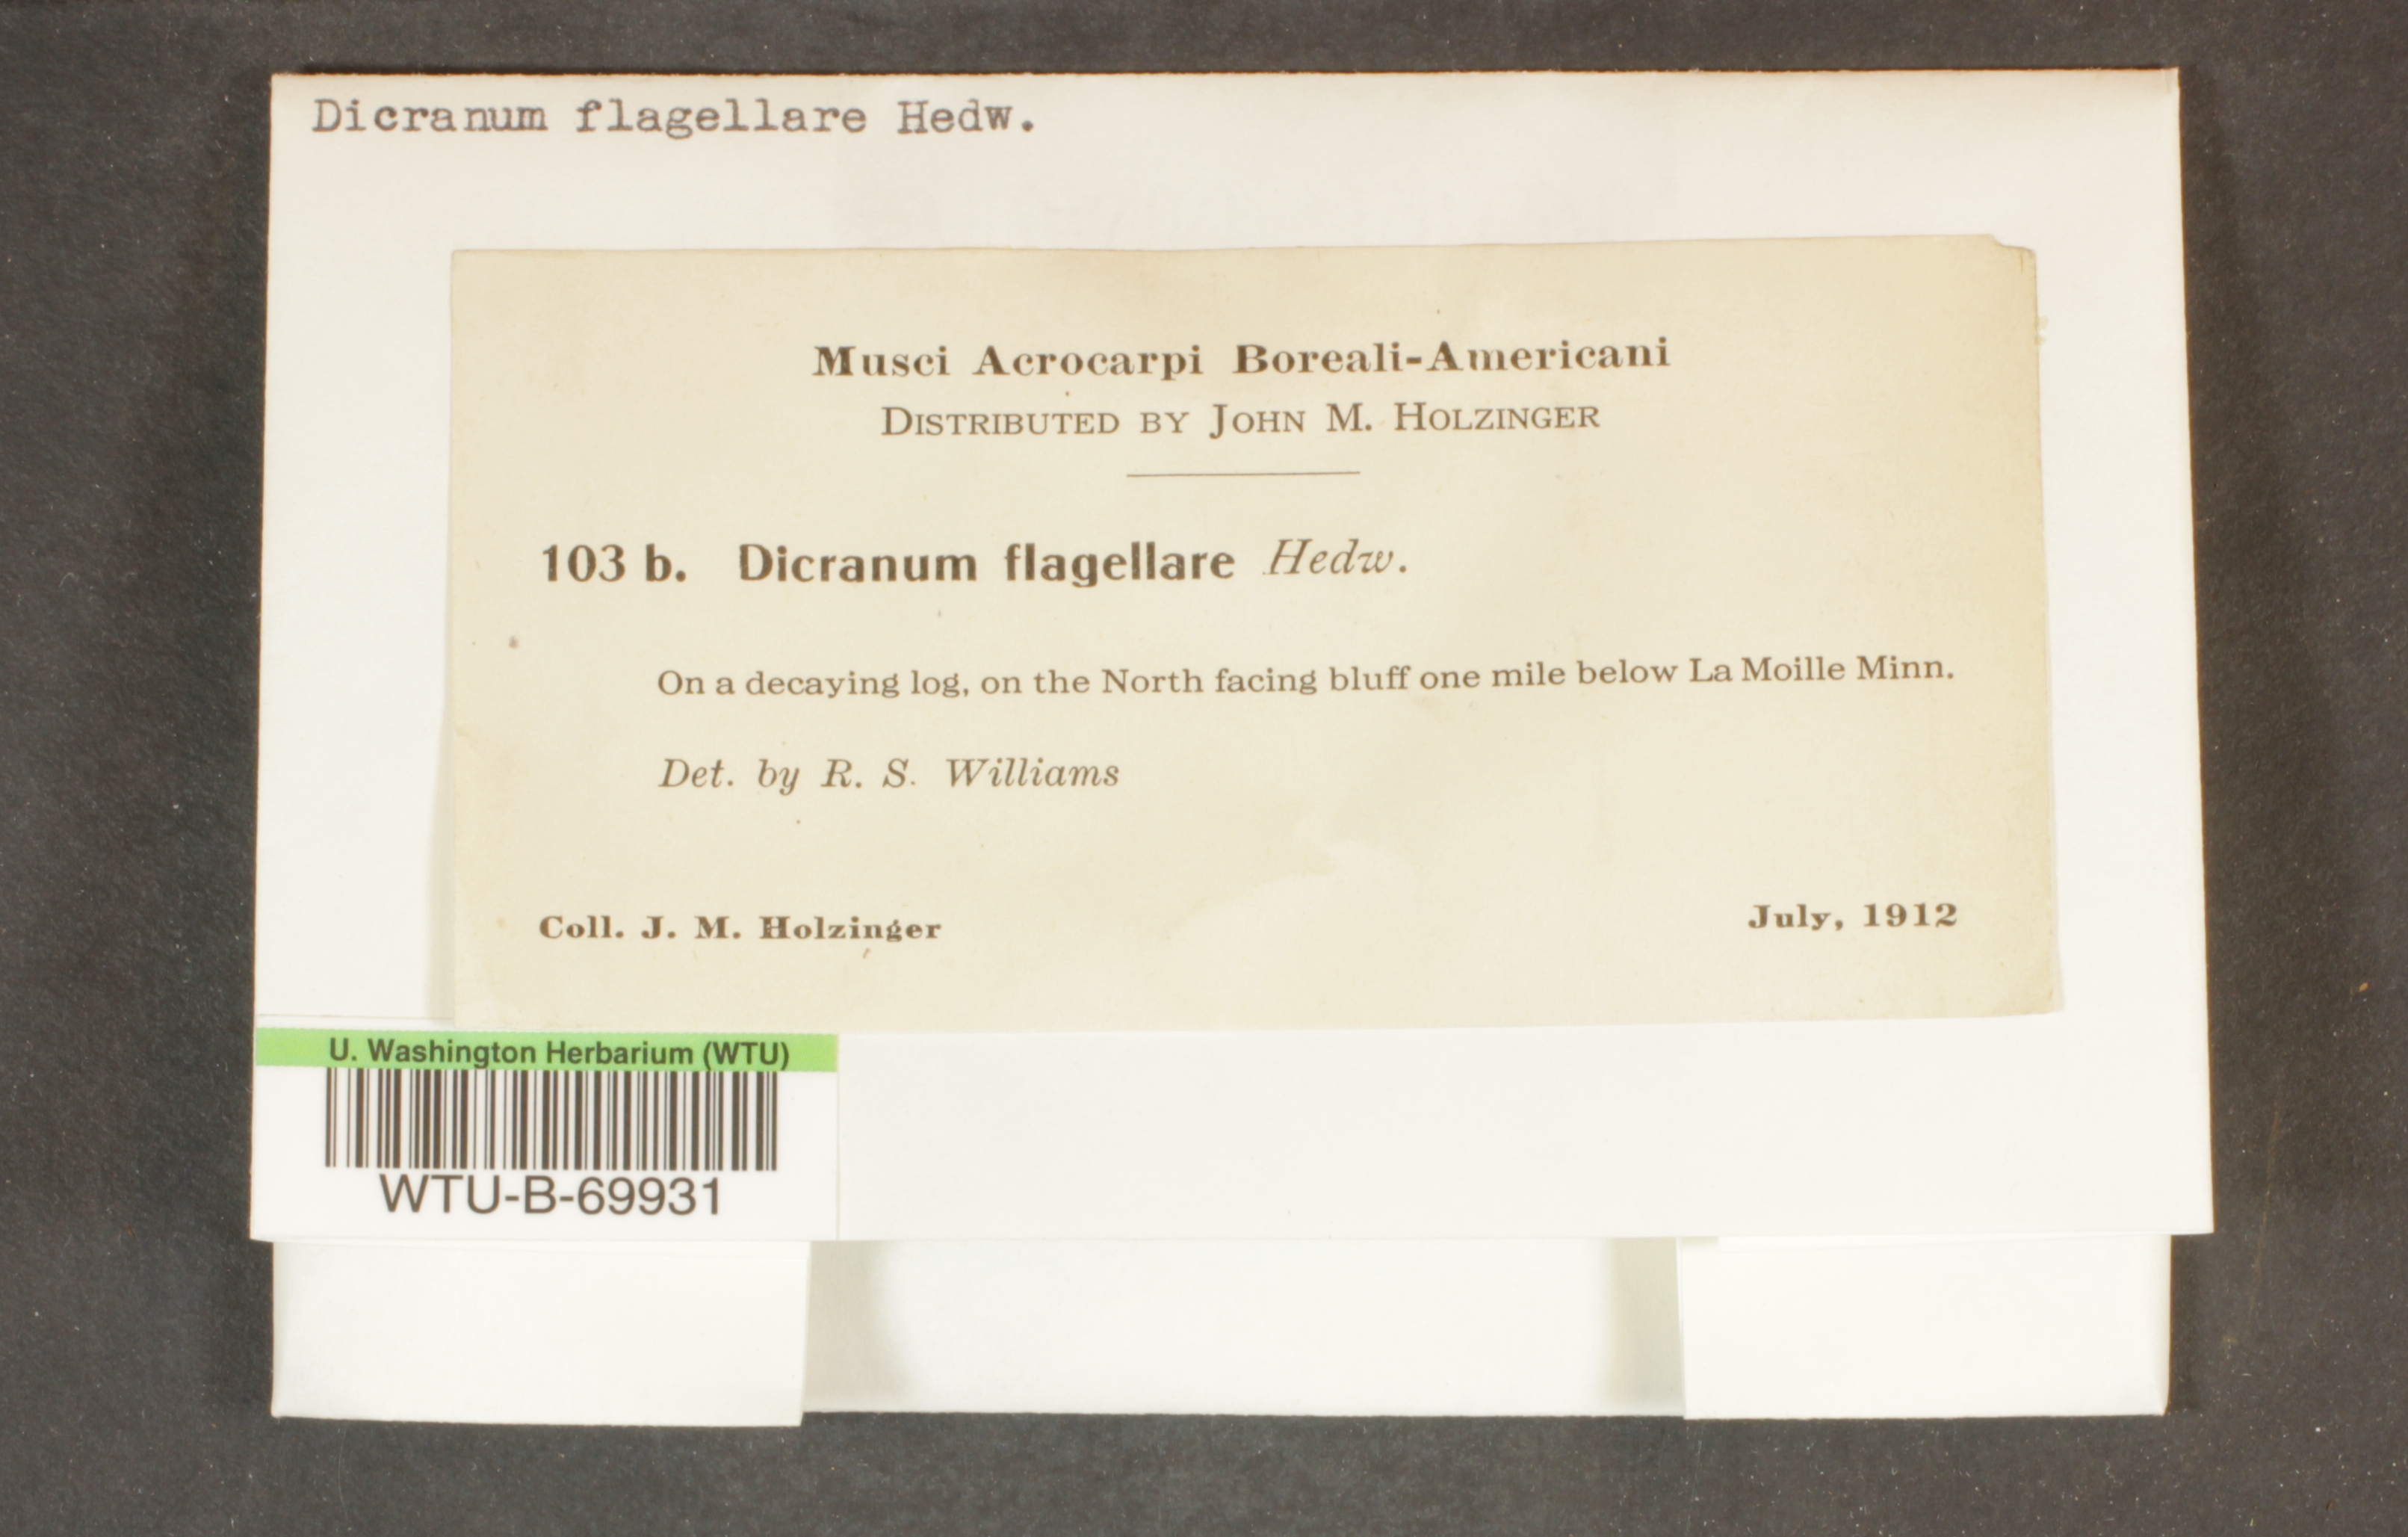 Dicranum flagellare Hedw.
Musci Acrocarpi Boreali-Americani
DISTRIBUTED BY JOHN M. HOLZINGER
103 b. Dicranum flagellare Hedw.
On a decaying log, on the North facing bluff one mile below La Moille Minn.
Det. by R. S. Williams
Coll. J. M. Holzinger July, 1912
U. Washington Herbarium (WTU)
WTU-B-69931